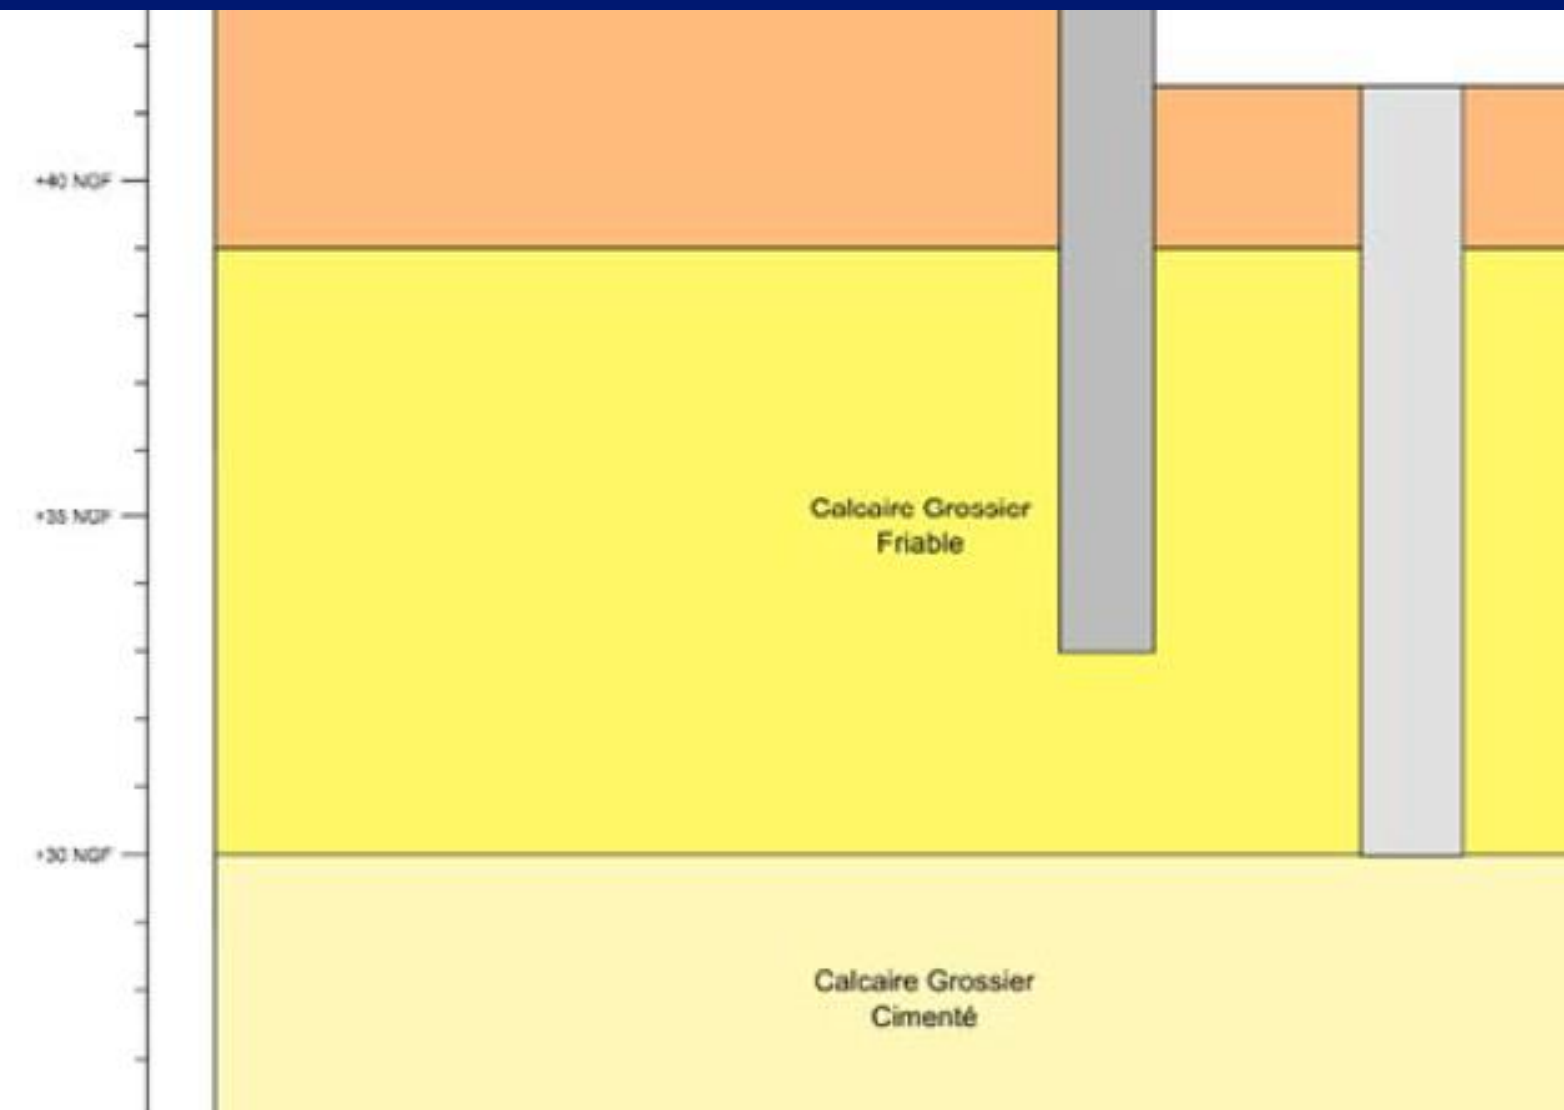 +40 NGF
+35 NGF
Calcaire Grossier
Friable
+30 NGF
Calcaire Grossier
Cimenté